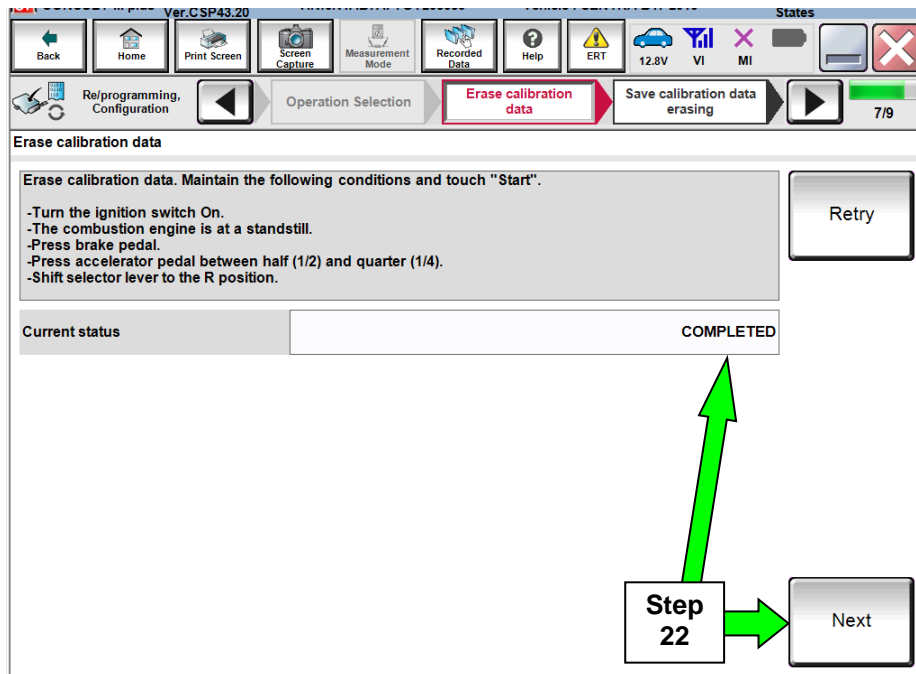 Ver.CSP43.20
States
Back
Home
Print Screen
Screen
Capture
Measurement
Mode
Recorded
Data
Help
ERT
12.8V
VI
MI
Re/programming,
Configuration
Operation Selection
Erase calibration
data
Save calibration data
erasing
7/9
Erase calibration data
Erase calibration data. Maintain the following conditions and touch "Start".
-Turn the ignition switch On.
-The combustion engine is at a standstill.
-Press brake pedal.
-Press accelerator pedal between half (1/2) and quarter (1/4).
-Shift selector lever to the R position.
Retry
Current status
COMPLETED
Step
22
Next